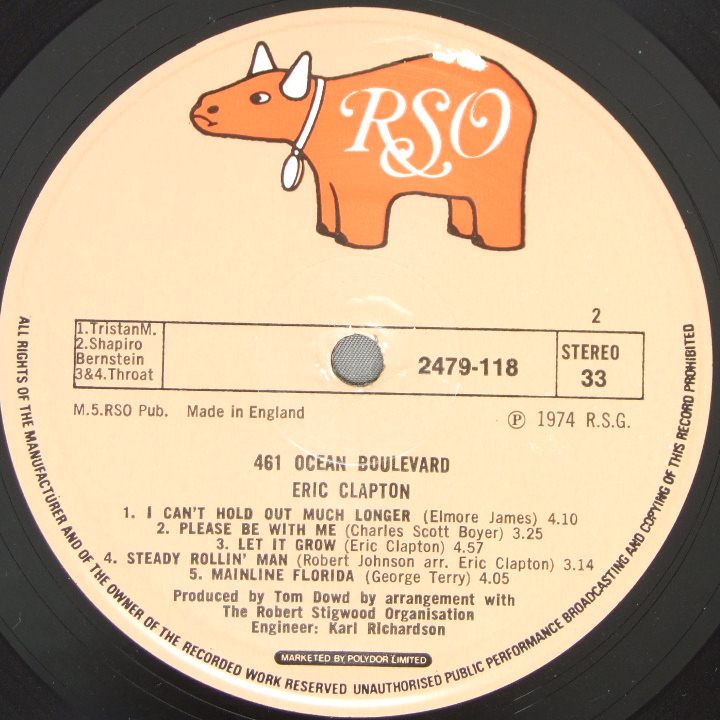 RSO
2
1.TristanM.
2.Shapiro
Bernstein
3&4.Throat
2479-118
STEREO
33
M.5.RSO Pub. Made in England
℗ 1974 R.S.G.
461 OCEAN BOULEVARD
ERIC CLAPTON
1. I CAN'T HOLD OUT MUCH LONGER (Elmore James) 4.10
2. PLEASE BE WITH ME (Charles Scott Boyer) 3.25
3. LET IT GROW (Eric Clapton) 4.57
4. STEADY ROLLIN' MAN (Robert Johnson arr. Eric Clapton) 3.14
5. MAINLINE FLORIDA (George Terry) 4.05
Produced by Tom Dowd by arrangement with
The Robert Stigwood Organisation
Engineer: Karl Richardson
MARKETED BY POLYDOR LIMITED
ALL RIGHTS OF THE MANUFACTURER AND OF THE OWNER OF THE RECORDED WORK RESERVED UNAUTHORISED PUBLIC PERFORMANCE BROADCASTING AND COPYING OF THIS RECORD PROHIBITED